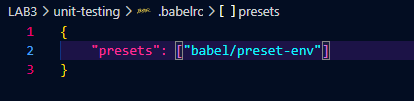 LAB3 > unit-testing > .babelrc > [ ] presets
1 {
2 "presets": ["babel/preset-env"]
3 }